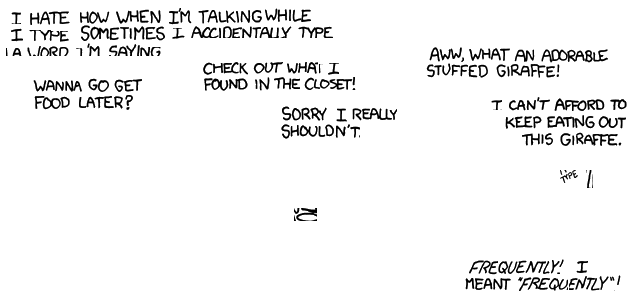 I HATE HOW WHEN I'M TALKING WHILE
I TYPE SOMETIMES I ACCIDENTALLY TYPE
A WORD I'M SAYING
WANNA GO GET
FOOD LATER?
CHECK OUT WHAT I
FOUND IN THE CLOSET!
SORRY I REALLY
SHOULDN'T.
AWW, WHAT AN ADORABLE
STUFFED GIRAFFE!
I CAN'T AFFORD TO
KEEP EATING OUT
THIS GIRAFFE.
TYPE
FREQUENTLY! I
MEANT "FREQUENTLY"!